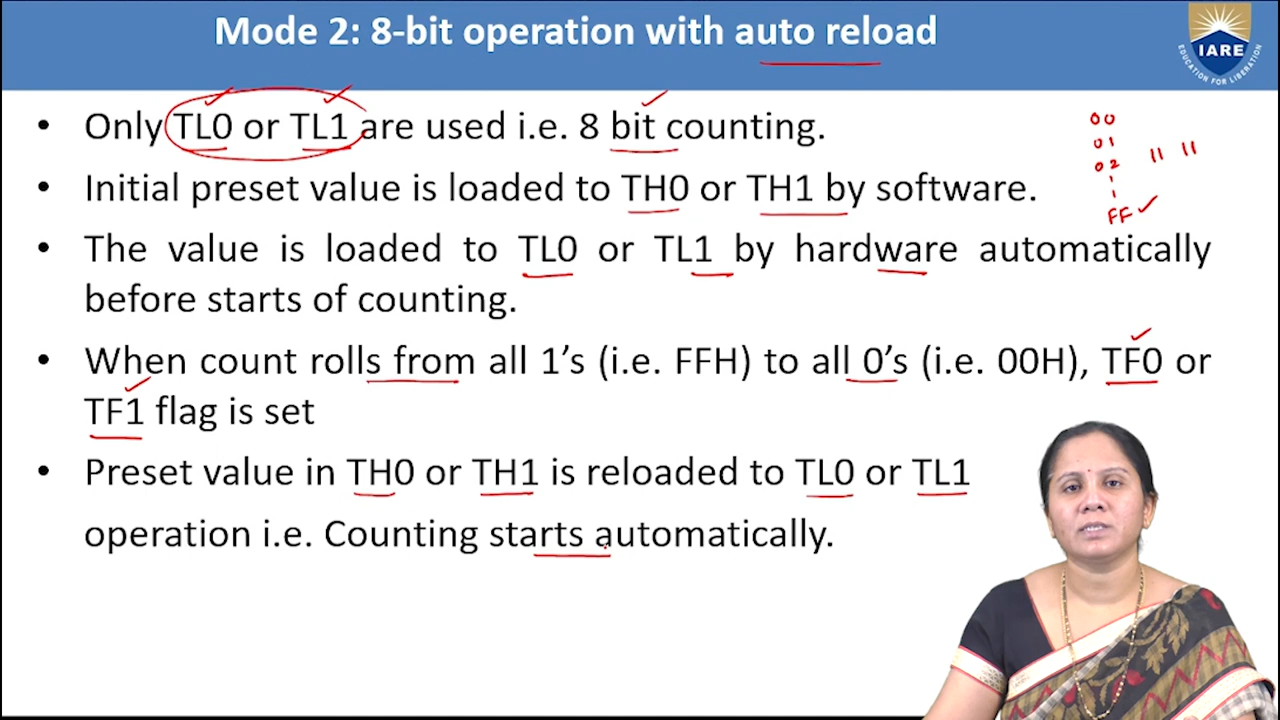 Mode 2: 8-bit operation with auto reload
IARE
EDUCATION FOR LIBERATION
• Only TL0 or TL1 are used i.e. 8 bit counting.
00
01
02
11 11
FF
• Initial preset value is loaded to TH0 or TH1 by software.
• The value is loaded to TL0 or TL1 by hardware automatically
before starts of counting.
• When count rolls from all 1’s (i.e. FFH) to all 0’s (i.e. 00H), TF0 or
TF1 flag is set
• Preset value in TH0 or TH1 is reloaded to TL0 or TL1
operation i.e. Counting starts automatically.